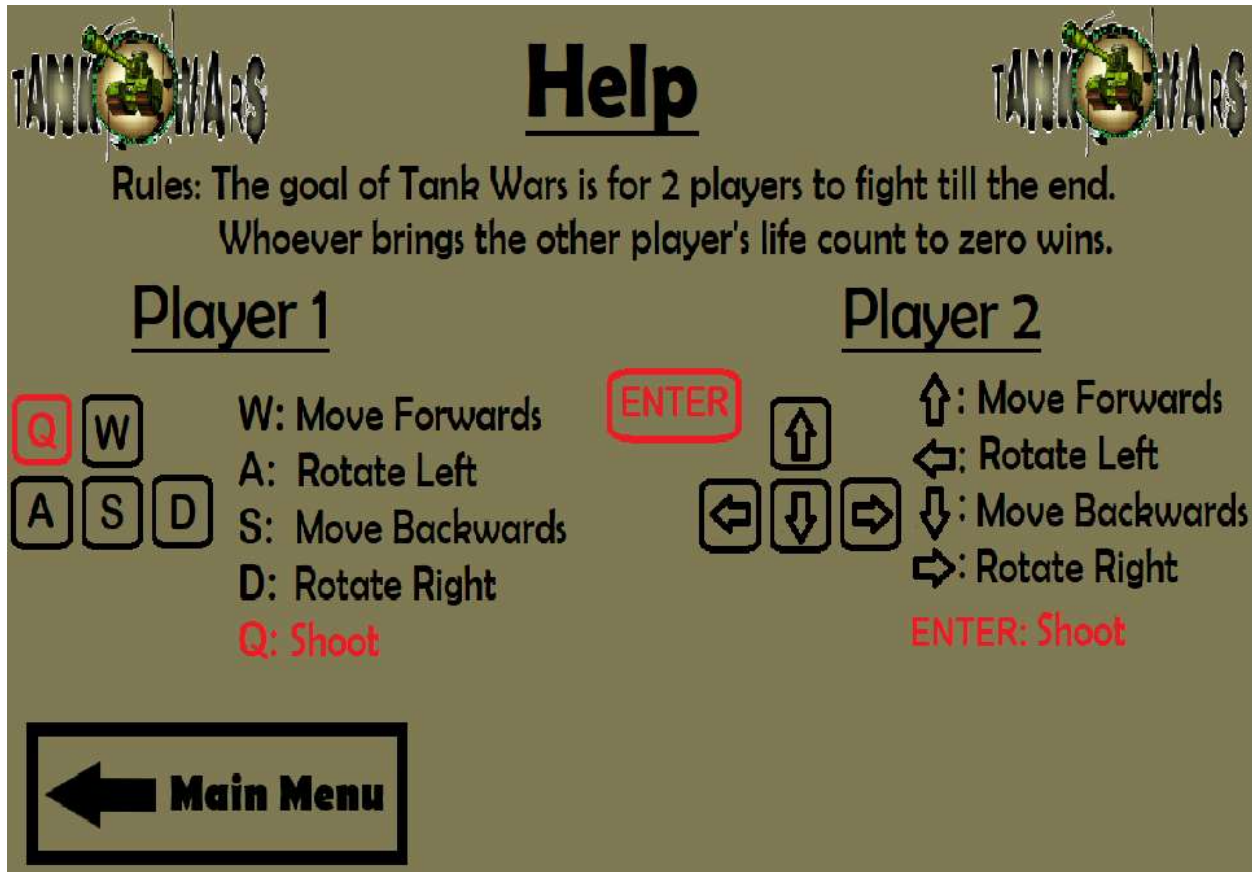 TANK WARS
Help
TANK WARS
Rules: The goal of Tank Wars is for 2 players to fight till the end.
Whoever brings the other player's life count to zero wins.
Player 1
Q W
A S D
W: Move Forwards
A: Rotate Left
S: Move Backwards
D: Rotate Right
Q: Shoot
Player 2
ENTER
⇧: Move Forwards
⇦: Rotate Left
⇩: Move Backwards
⇨: Rotate Right
ENTER: Shoot
Main Menu